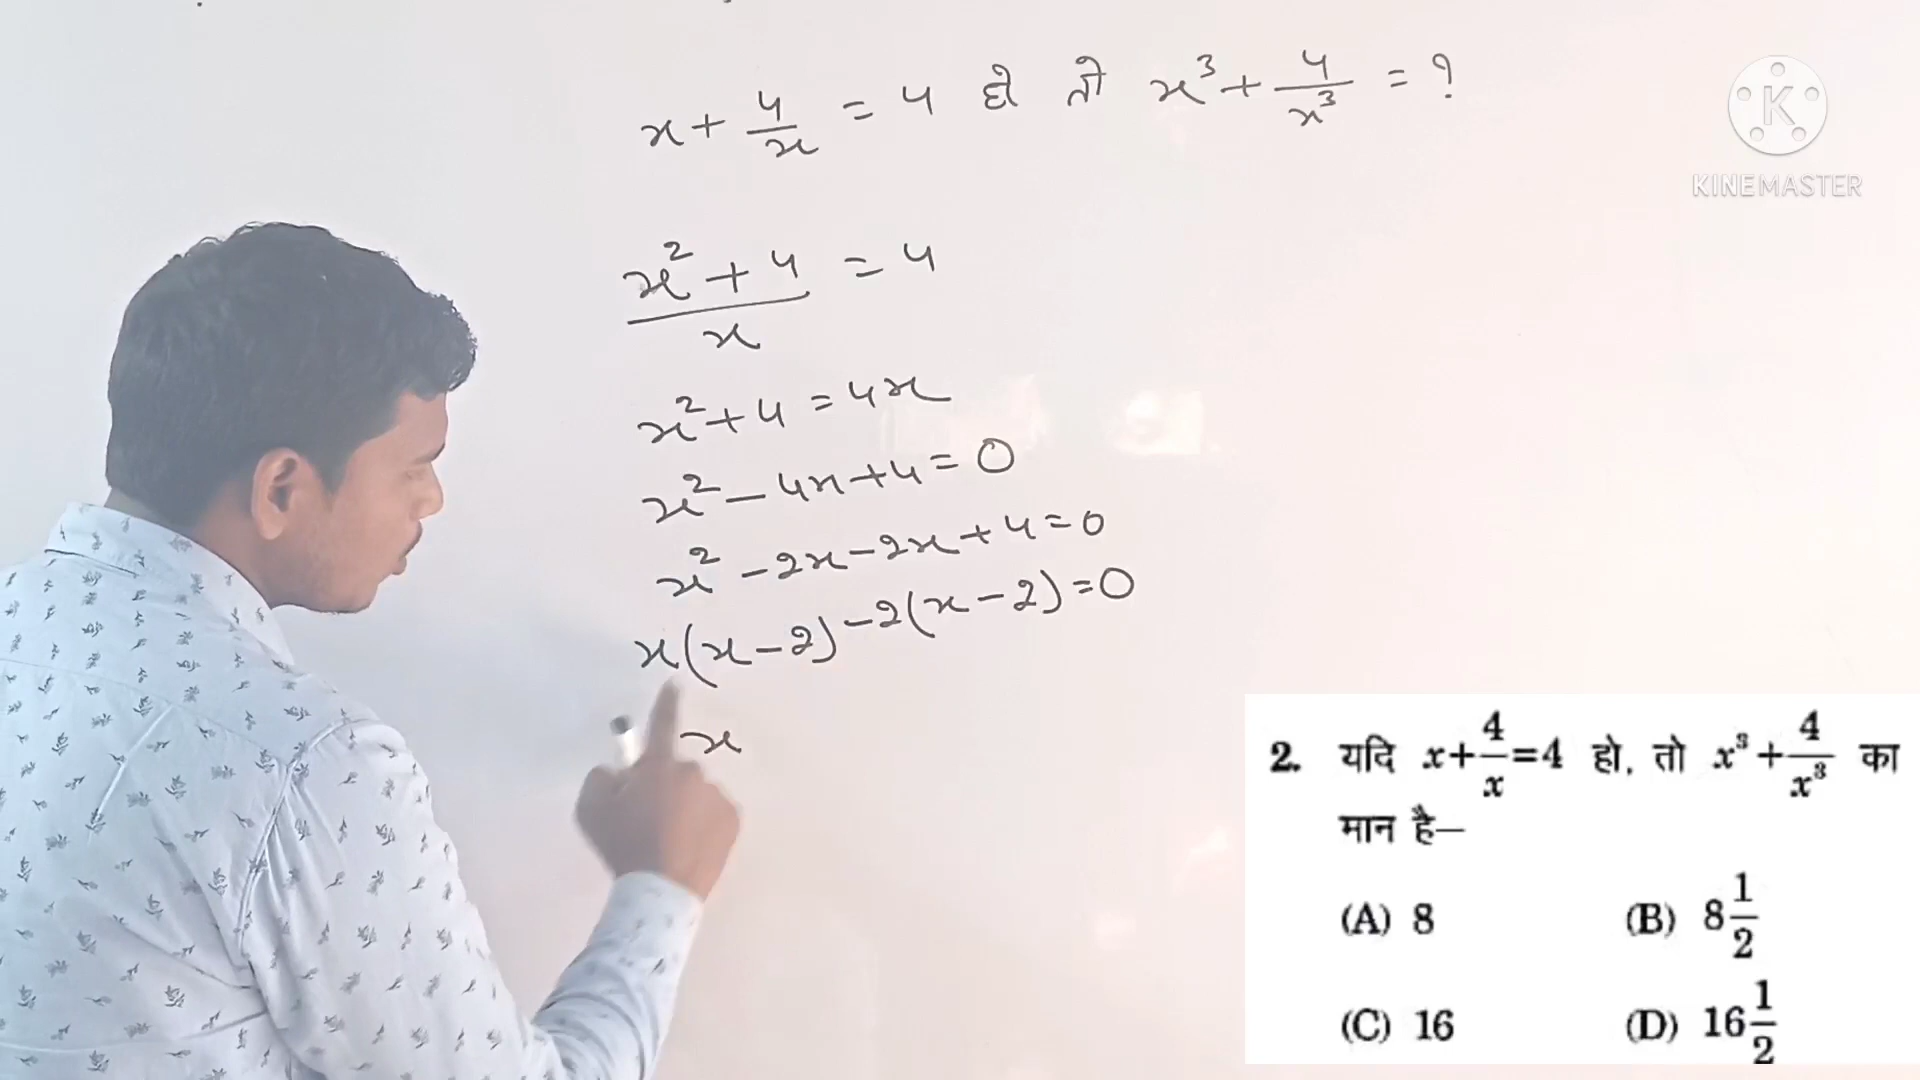 x + 4/x = 4 हो तो x³ + 4/x³ = ?
KINEMASTER
(x² + 4)/x = 4
x² + 4 = 4x
x² - 4x + 4 = 0
x² - 2x - 2x + 4 = 0
x(x - 2) - 2(x - 2) = 0
x
2. यदि x + 4/x = 4 हो, तो x³ + 4/x³ का
मान है—
(A) 8 (B) 8 1/2
(C) 16 (D) 16 1/2